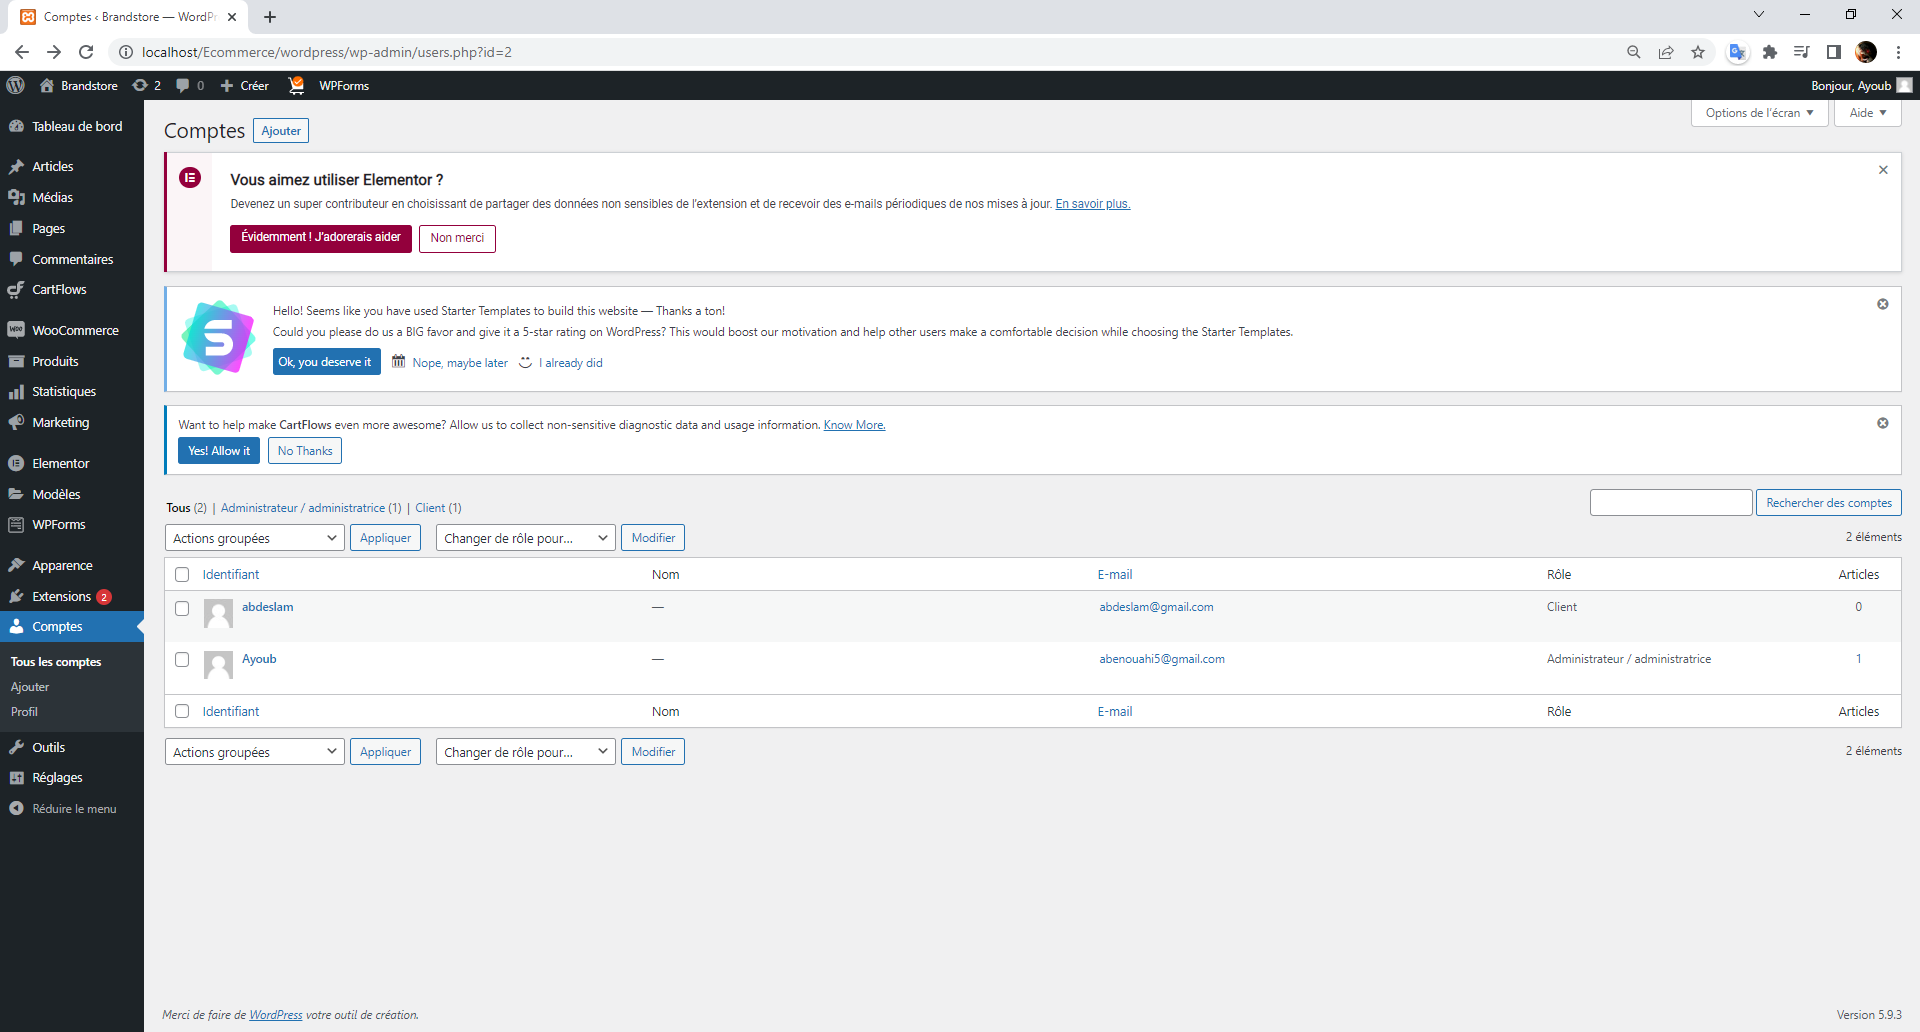 Comptes ‹ Brandstore — WordPr
localhost/Ecommerce/wordpress/wp-admin/users.php?id=2
Brandstore 2 0 Créer WPForms Bonjour, Ayoub
Tableau de bord
Articles
Médias
Pages
Commentaires
CartFlows
WooCommerce
Produits
Statistiques
Marketing
Elementor
Modèles
WPForms
Apparence
Extensions 2
Comptes
Tous les comptes
Ajouter
Profil
Outils
Réglages
Réduire le menu
Options de l'écran Aide
Comptes Ajouter
Vous aimez utiliser Elementor ?
Devenez un super contributeur en choisissant de partager des données non sensibles de l'extension et de recevoir des e-mails périodiques de nos mises à jour. En savoir plus.
Évidemment ! J'adorerais aider Non merci
Hello! Seems like you have used Starter Templates to build this website — Thanks a ton!
Could you please do us a BIG favor and give it a 5-star rating on WordPress? This would boost our motivation and help other users make a comfortable decision while choosing the Starter Templates.
Ok, you deserve it Nope, maybe later I already did
Want to help make CartFlows even more awesome? Allow us to collect non-sensitive diagnostic data and usage information. Know More.
Yes! Allow it No Thanks
Tous (2) | Administrateur / administratrice (1) | Client (1) Rechercher des comptes
Actions groupées Appliquer Changer de rôle pour... Modifier 2 éléments
Identifiant Nom E-mail Rôle Articles
abdeslam — abdeslam@gmail.com Client 0
Ayoub — abenouahi5@gmail.com Administrateur / administratrice 1
Identifiant Nom E-mail Rôle Articles
Actions groupées Appliquer Changer de rôle pour... Modifier 2 éléments
Merci de faire de WordPress votre outil de création. Version 5.9.3